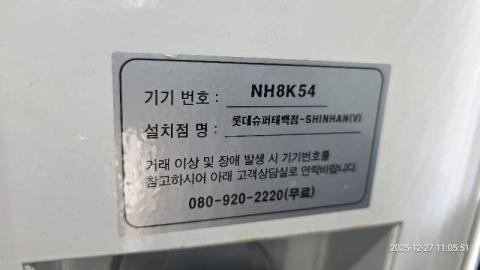 기기 번호 : NH8K54
설치점 명 : 롯데슈퍼태백점-SHINHAN(V)
거래 이상 및 장애 발생 시 기기번호를
참고하시어 아래 고객상담실로 연락바랍니다.
080-920-2220(무료)
2025-12-27 11:05:51